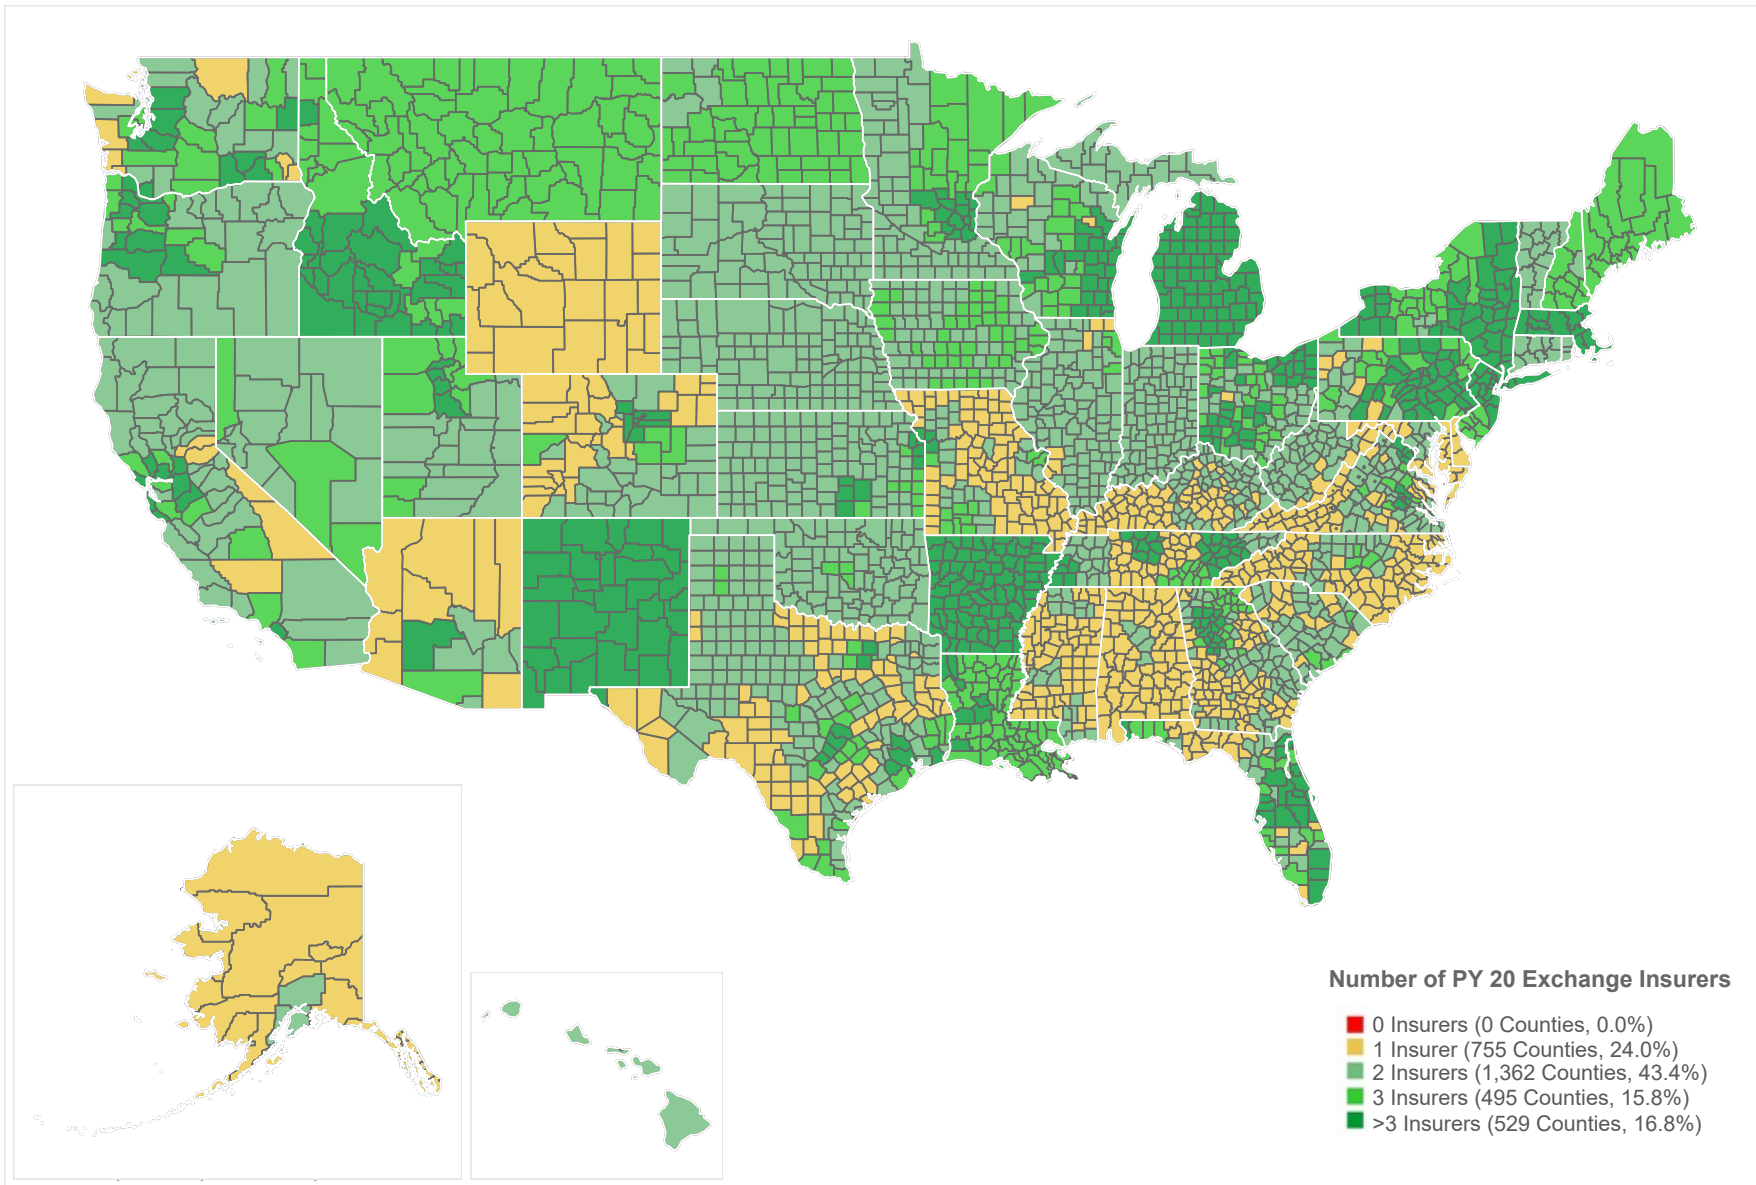 Number of PY 20 Exchange Insurers
0 Insurers (0 Counties, 0.0%)
1 Insurer (755 Counties, 24.0%)
2 Insurers (1,362 Counties, 43.4%)
3 Insurers (495 Counties, 15.8%)
>3 Insurers (529 Counties, 16.8%)